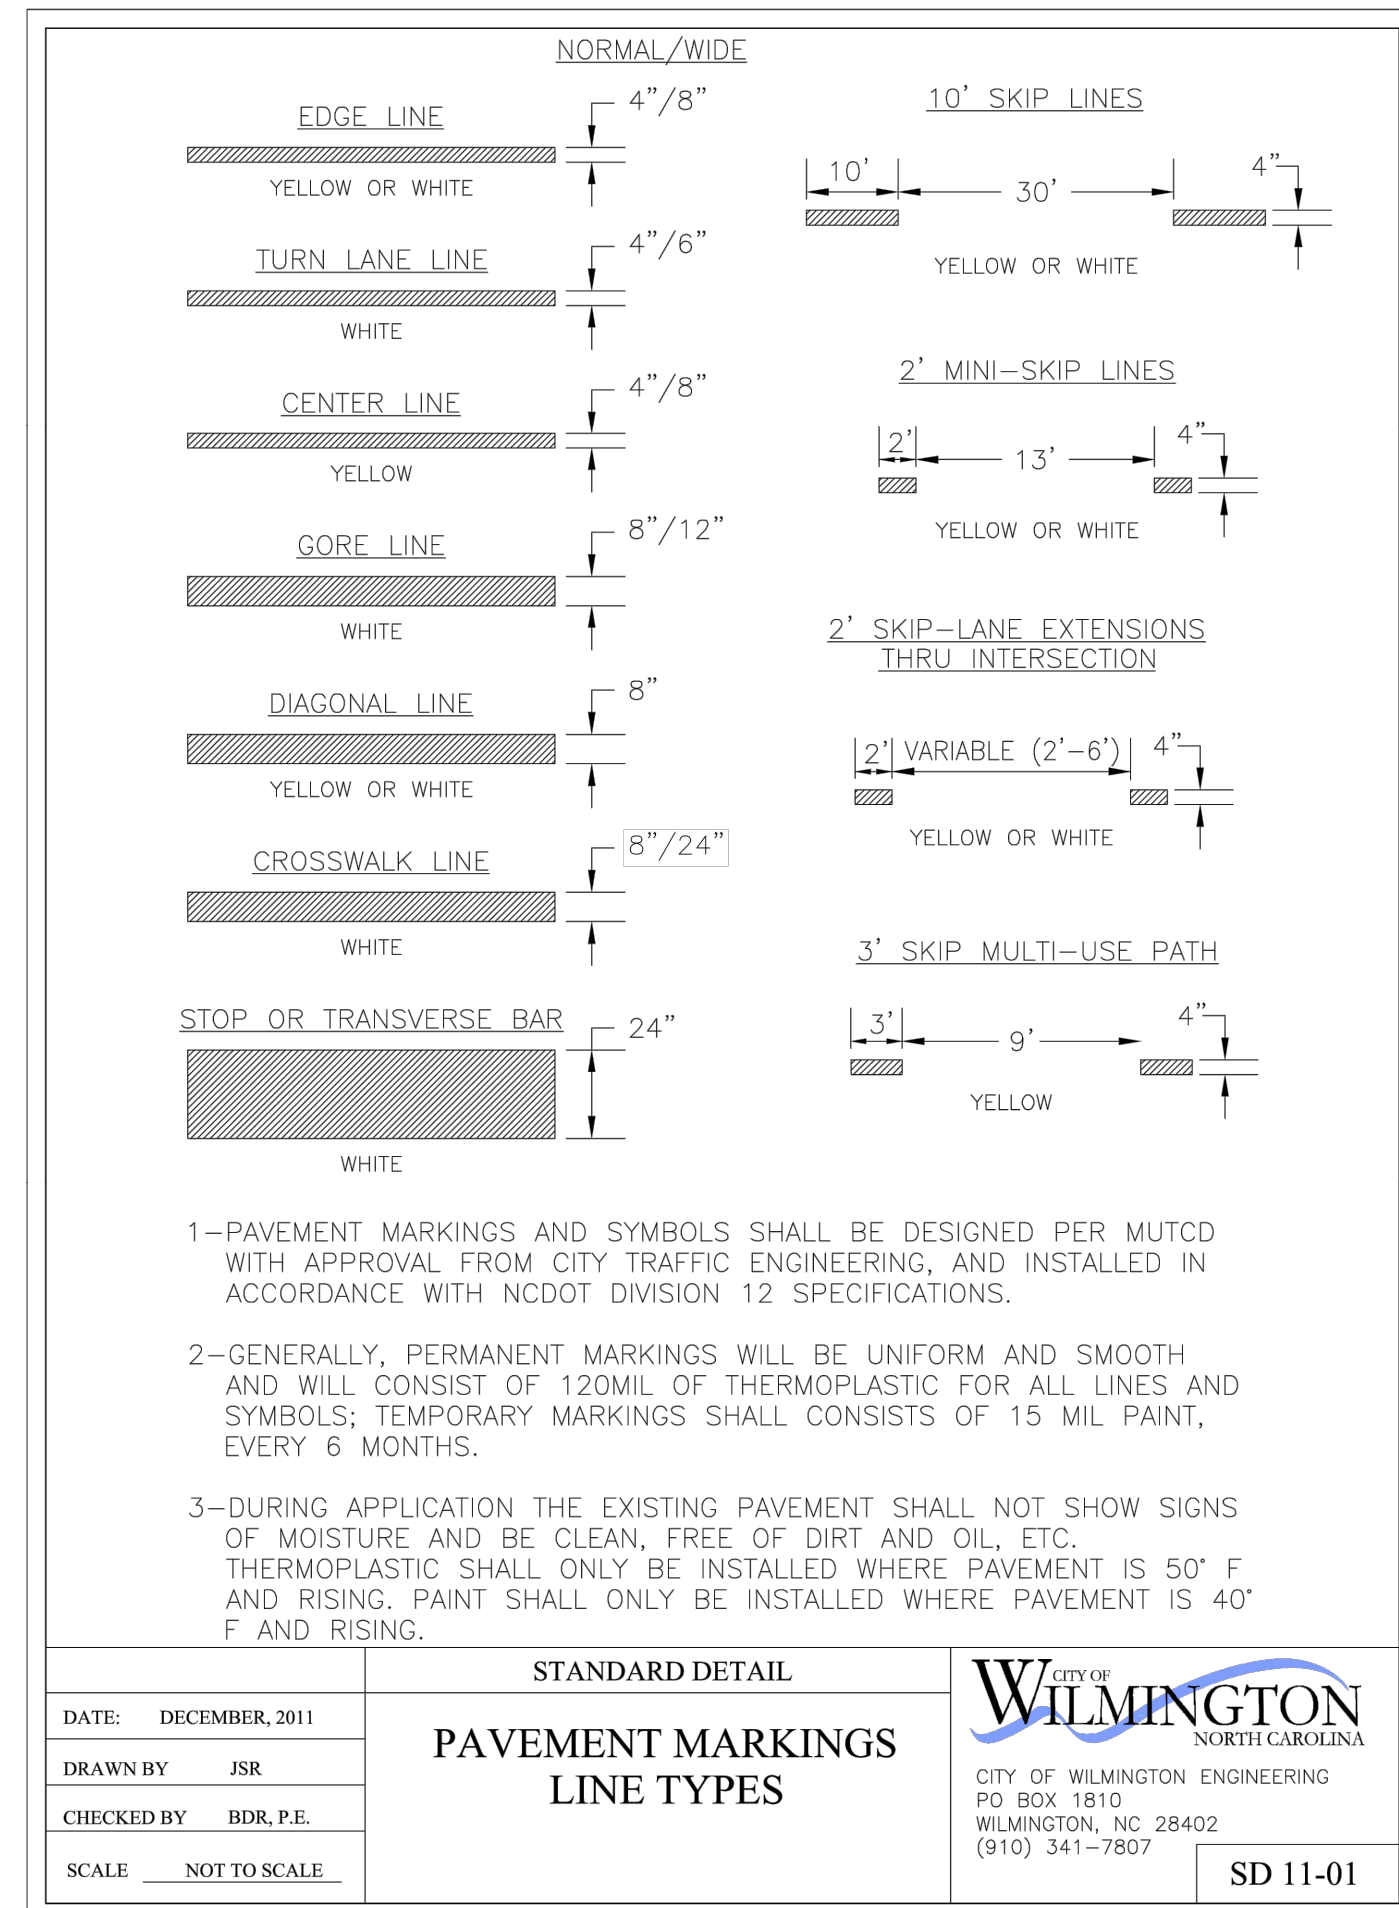 NORMAL/WIDE
EDGE LINE
4”/8”
YELLOW OR WHITE
TURN LANE LINE
4”/6”
WHITE
CENTER LINE
4”/8”
YELLOW
GORE LINE
8”/12”
WHITE
DIAGONAL LINE
8”
YELLOW OR WHITE
CROSSWALK LINE
8”/24”
WHITE
STOP OR TRANSVERSE BAR
24”
WHITE
10’ SKIP LINES
10’
30’
4”
YELLOW OR WHITE
2’ MINI–SKIP LINES
2’
13’
4”
YELLOW OR WHITE
2’ SKIP–LANE EXTENSIONS
THRU INTERSECTION
2’ VARIABLE (2’–6’) 4”
YELLOW OR WHITE
3’ SKIP MULTI–USE PATH
3’
9’
4”
YELLOW
1–PAVEMENT MARKINGS AND SYMBOLS SHALL BE DESIGNED PER MUTCD
WITH APPROVAL FROM CITY TRAFFIC ENGINEERING, AND INSTALLED IN
ACCORDANCE WITH NCDOT DIVISION 12 SPECIFICATIONS.
2–GENERALLY, PERMANENT MARKINGS WILL BE UNIFORM AND SMOOTH
AND WILL CONSIST OF 120MIL OF THERMOPLASTIC FOR ALL LINES AND
SYMBOLS; TEMPORARY MARKINGS SHALL CONSISTS OF 15 MIL PAINT,
EVERY 6 MONTHS.
3–DURING APPLICATION THE EXISTING PAVEMENT SHALL NOT SHOW SIGNS
OF MOISTURE AND BE CLEAN, FREE OF DIRT AND OIL, ETC.
THERMOPLASTIC SHALL ONLY BE INSTALLED WHERE PAVEMENT IS 50° F
AND RISING. PAINT SHALL ONLY BE INSTALLED WHERE PAVEMENT IS 40°
F AND RISING.
DATE: DECEMBER, 2011
DRAWN BY JSR
CHECKED BY BDR, P.E.
SCALE NOT TO SCALE
STANDARD DETAIL
PAVEMENT MARKINGS
LINE TYPES
CITY OF
WILMINGTON
NORTH CAROLINA
CITY OF WILMINGTON ENGINEERING
PO BOX 1810
WILMINGTON, NC 28402
(910) 341–7807
SD 11-01